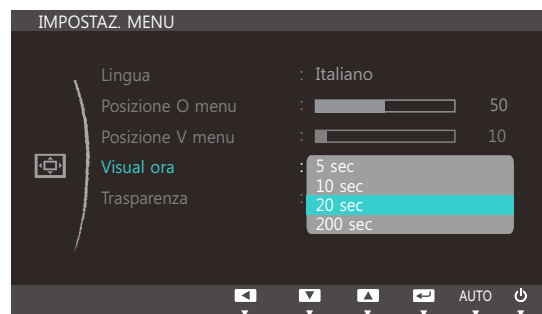 IMPOSTAZ. MENU
Lingua : Italiano
Posizione O menu : 50
Posizione V menu : 10
Visual ora : 5 sec
10 sec
Trasparenza : 20 sec
200 sec
AUTO